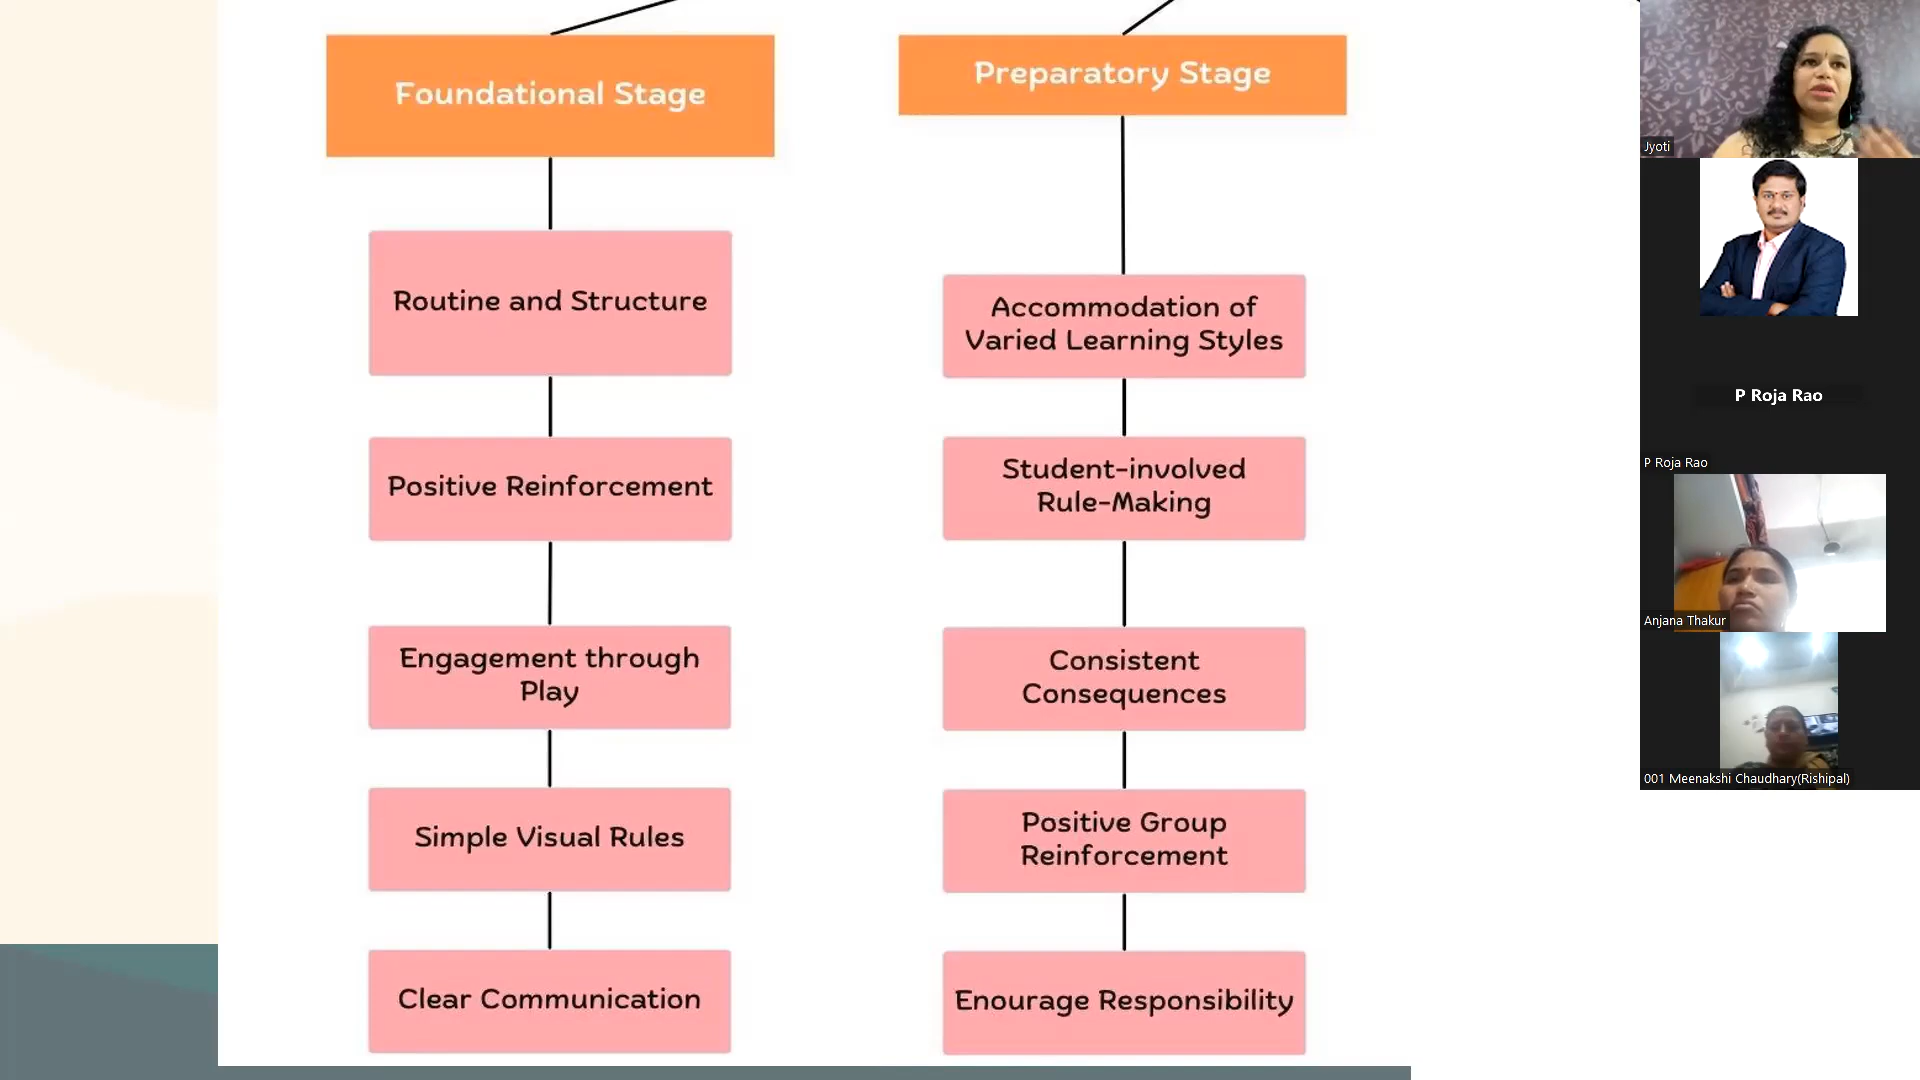 Foundational Stage
Routine and Structure
Positive Reinforcement
Engagement through
Play
Simple Visual Rules
Clear Communication
Preparatory Stage
Accommodation of
Varied Learning Styles
Student-involved
Rule-Making
Consistent
Consequences
Positive Group
Reinforcement
Enourage Responsibility
Jyoti
P Roja Rao
P Roja Rao
Anjana Thakur
001 Meenakshi Chaudhary(Rishipal)